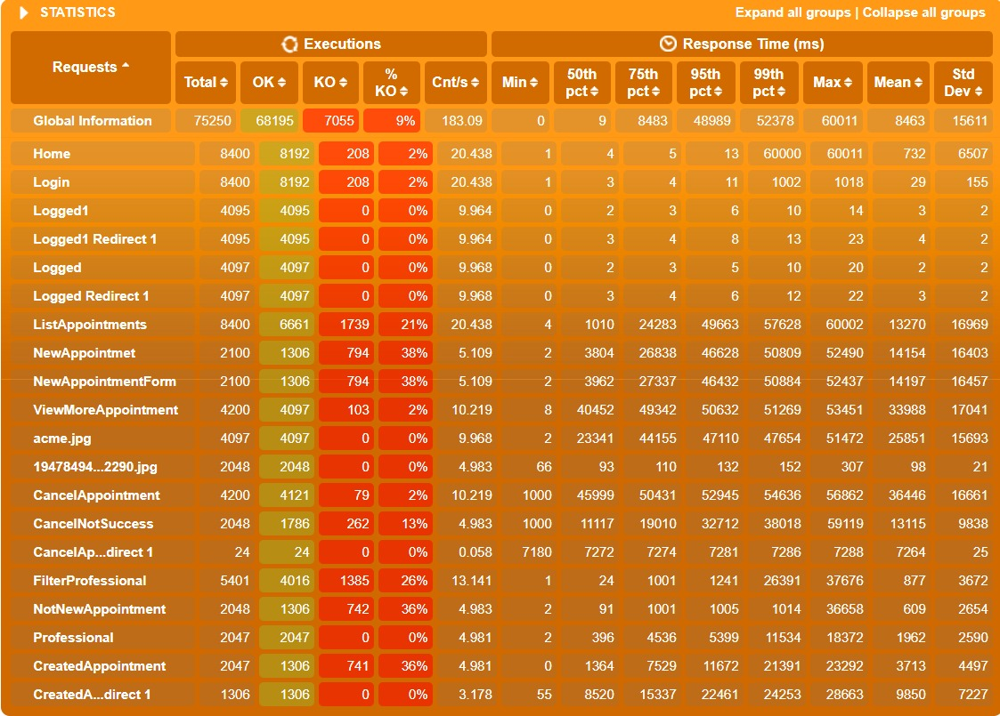 STATISTICS Expand all groups | Collapse all groups
Executions Response Time (ms)
Requests Total OK KO % KO Cnt/s Min 50th pct 75th pct 95th pct 99th pct Max Mean Std Dev
Global Information 75250 68195 7055 9% 183.09 0 9 8483 48989 52378 60011 8463 15611
Home 8400 8192 208 2% 20.438 1 4 5 13 60000 60011 732 6507
Login 8400 8192 208 2% 20.438 1 3 4 11 1002 1018 29 155
Logged1 4095 4095 0 0% 9.964 0 2 3 6 10 14 3 2
Logged1 Redirect 1 4095 4095 0 0% 9.964 0 3 4 8 13 23 4 2
Logged 4097 4097 0 0% 9.968 0 2 3 5 10 20 2 2
Logged Redirect 1 4097 4097 0 0% 9.968 0 3 4 6 12 22 3 2
ListAppointments 8400 6661 1739 21% 20.438 4 1010 24283 49663 57628 60002 13270 16969
NewAppointmet 2100 1306 794 38% 5.109 2 3804 26838 46628 50809 52490 14154 16403
NewAppointmentForm 2100 1306 794 38% 5.109 2 3962 27337 46432 50884 52437 14197 16457
ViewMoreAppointment 4200 4097 103 2% 10.219 8 40452 49342 50632 51269 53451 33988 17041
acme.jpg 4097 4097 0 0% 9.968 2 23341 44155 47110 47654 51472 25851 15693
19478494...2290.jpg 2048 2048 0 0% 4.983 66 93 110 132 152 307 98 21
CancelAppointment 4200 4121 79 2% 10.219 1000 45999 50431 52945 54636 56862 36446 16661
CancelNotSuccess 2048 1786 262 13% 4.983 1000 11117 19010 32712 38018 59119 13115 9838
CancelAp...direct 1 24 24 0 0% 0.058 7180 7272 7274 7281 7286 7288 7264 25
FilterProfessional 5401 4016 1385 26% 13.141 1 24 1001 1241 26391 37676 877 3672
NotNewAppointment 2048 1306 742 36% 4.983 2 91 1001 1005 1014 36658 609 2654
Professional 2047 2047 0 0% 4.981 2 396 4536 5399 11534 18372 1962 2590
CreatedAppointment 2047 1306 741 36% 4.981 0 1364 7529 11672 21391 23292 3713 4497
CreatedA...direct 1 1306 1306 0 0% 3.178 55 8520 15337 22461 24253 28663 9850 7227